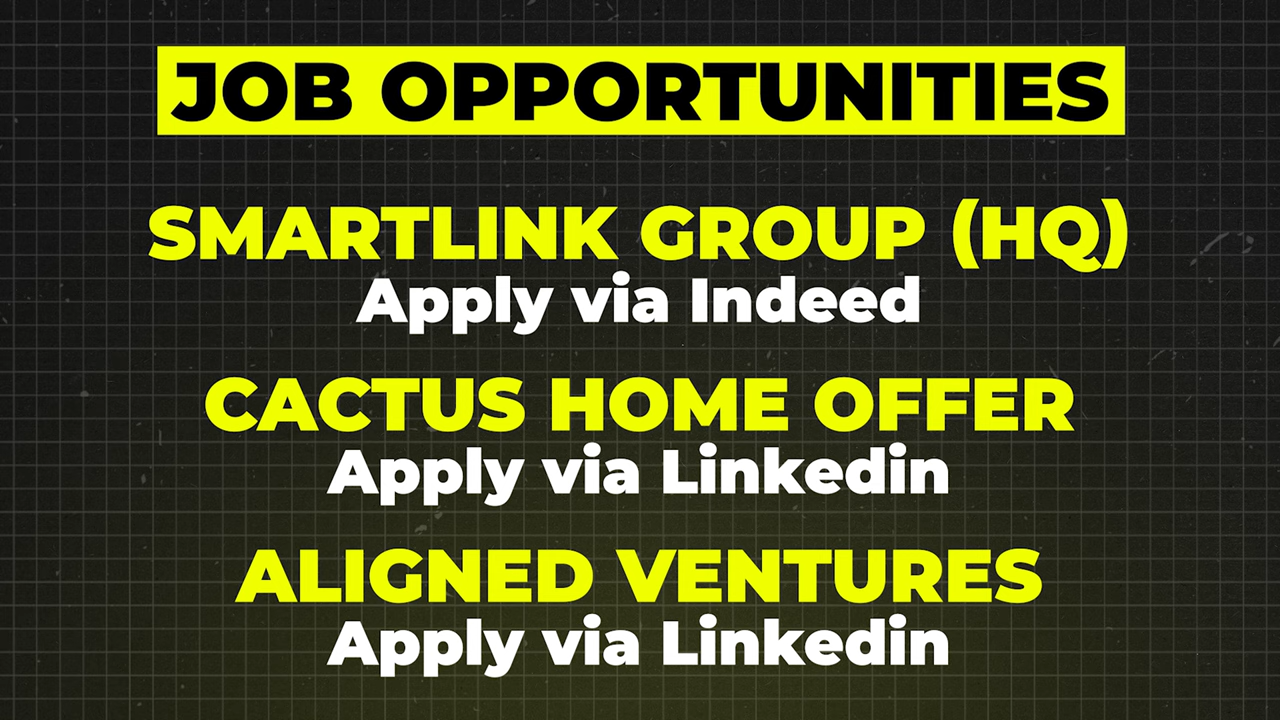 JOB OPPORTUNITIES
SMARTLINK GROUP (HQ)
Apply via Indeed
CACTUS HOME OFFER
Apply via Linkedin
ALIGNED VENTURES
Apply via Linkedin